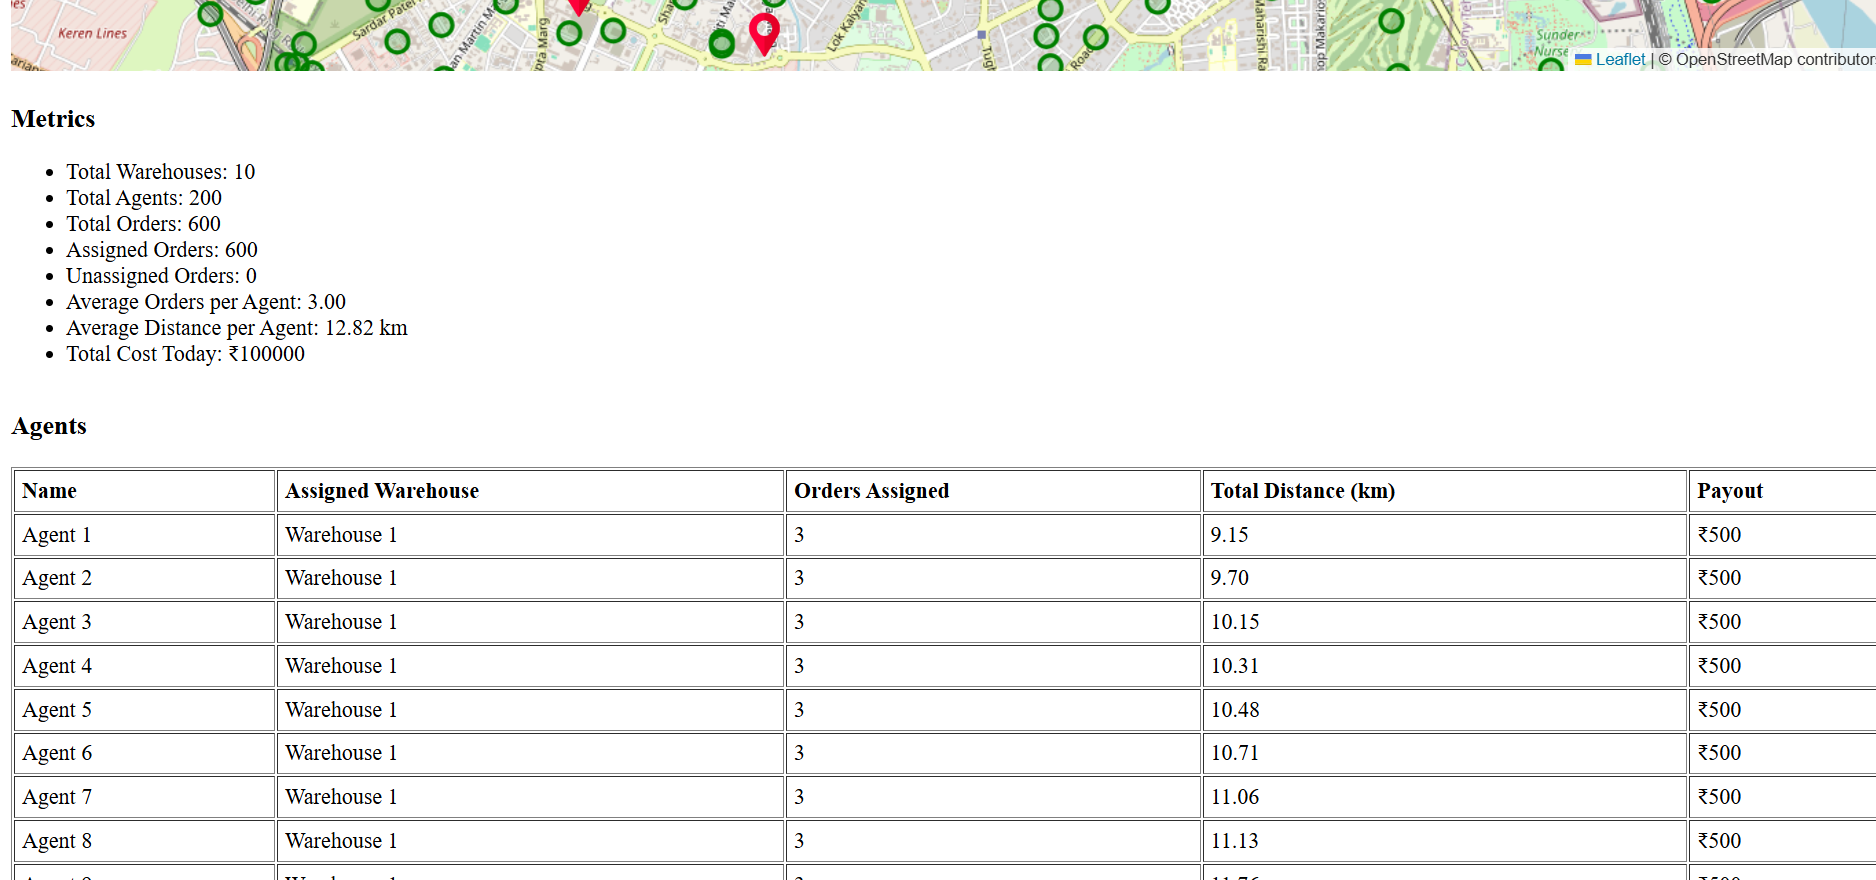 Keren Lines
Sardar Patel
Lok Kalyan
Road
Sunder
Nurse
Leaflet | © OpenStreetMap contributors
Metrics
Total Warehouses: 10
Total Agents: 200
Total Orders: 600
Assigned Orders: 600
Unassigned Orders: 0
Average Orders per Agent: 3.00
Average Distance per Agent: 12.82 km
Total Cost Today: ₹100000
Agents
Name Assigned Warehouse Orders Assigned Total Distance (km) Payout
Agent 1 Warehouse 1 3 9.15 ₹500
Agent 2 Warehouse 1 3 9.70 ₹500
Agent 3 Warehouse 1 3 10.15 ₹500
Agent 4 Warehouse 1 3 10.31 ₹500
Agent 5 Warehouse 1 3 10.48 ₹500
Agent 6 Warehouse 1 3 10.71 ₹500
Agent 7 Warehouse 1 3 11.06 ₹500
Agent 8 Warehouse 1 3 11.13 ₹500